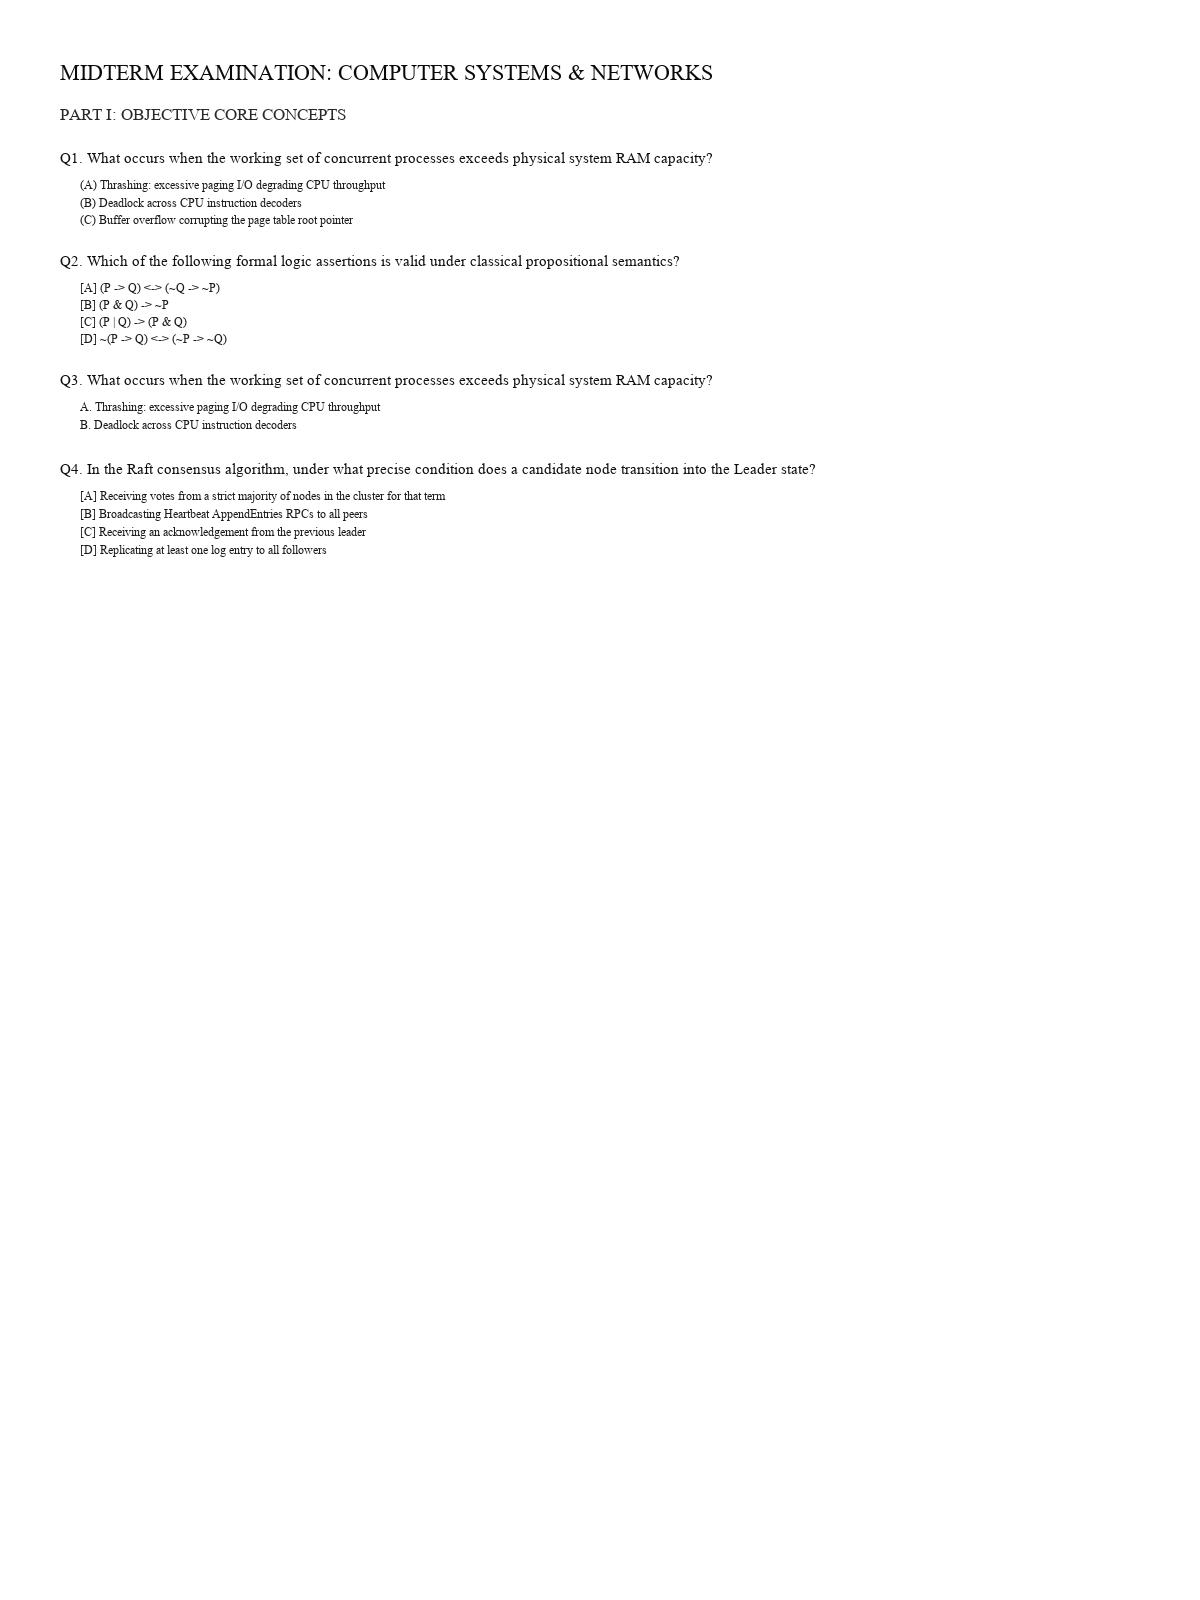 MIDTERM EXAMINATION: COMPUTER SYSTEMS & NETWORKS
PART I: OBJECTIVE CORE CONCEPTS
Q1. What occurs when the working set of concurrent processes exceeds physical system RAM capacity?
(A) Thrashing: excessive paging I/O degrading CPU throughput
(B) Deadlock across CPU instruction decoders
(C) Buffer overflow corrupting the page table root pointer
Q2. Which of the following formal logic assertions is valid under classical propositional semantics?
[A] (P -> Q) <-> (~Q -> ~P)
[B] (P & Q) -> ~P
[C] (P | Q) -> (P & Q)
[D] ~(P -> Q) <-> (~P -> ~Q)
Q3. What occurs when the working set of concurrent processes exceeds physical system RAM capacity?
A. Thrashing: excessive paging I/O degrading CPU throughput
B. Deadlock across CPU instruction decoders
Q4. In the Raft consensus algorithm, under what precise condition does a candidate node transition into the Leader state?
[A] Receiving votes from a strict majority of nodes in the cluster for that term
[B] Broadcasting Heartbeat AppendEntries RPCs to all peers
[C] Receiving an acknowledgement from the previous leader
[D] Replicating at least one log entry to all followers